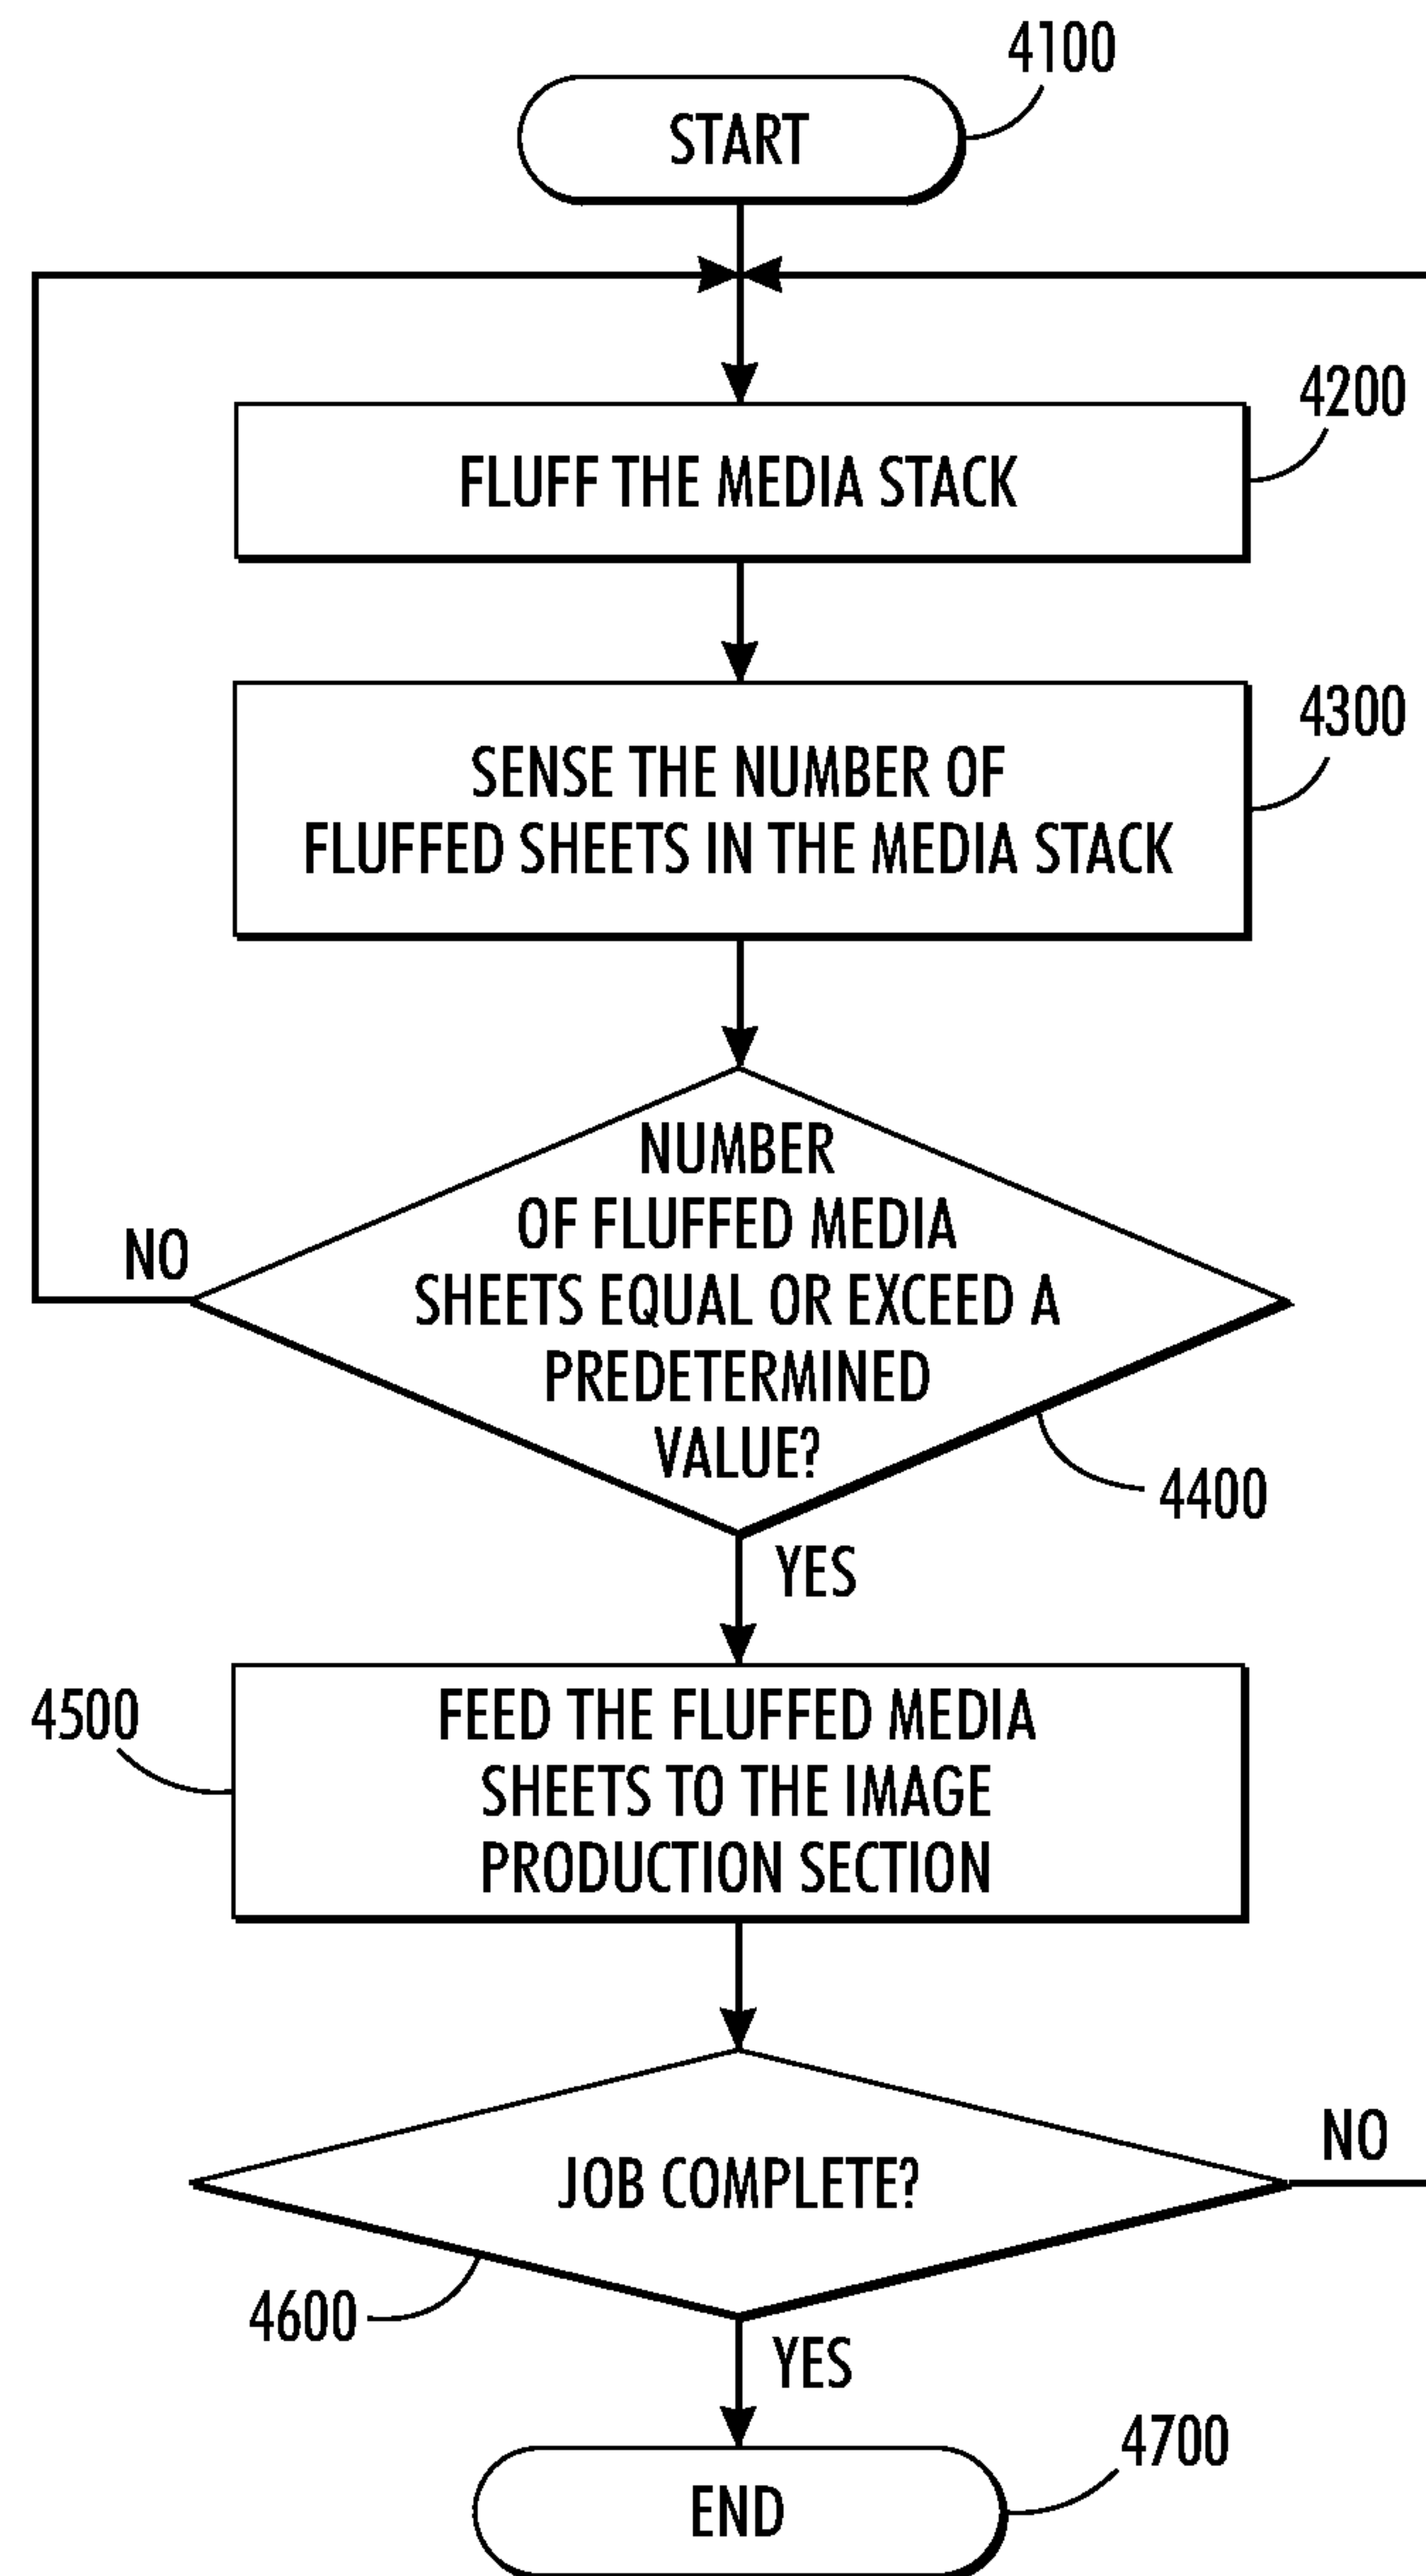 4100
START
4200
FLUFF THE MEDIA STACK
4300
SENSE THE NUMBER OF
FLUFFED SHEETS IN THE MEDIA STACK
NUMBER
OF FLUFFED MEDIA
SHEETS EQUAL OR EXCEED A
PREDETERMINED
VALUE?
NO
4400
YES
4500
FEED THE FLUFFED MEDIA
SHEETS TO THE IMAGE
PRODUCTION SECTION
JOB COMPLETE?
NO
4600
YES
4700
END